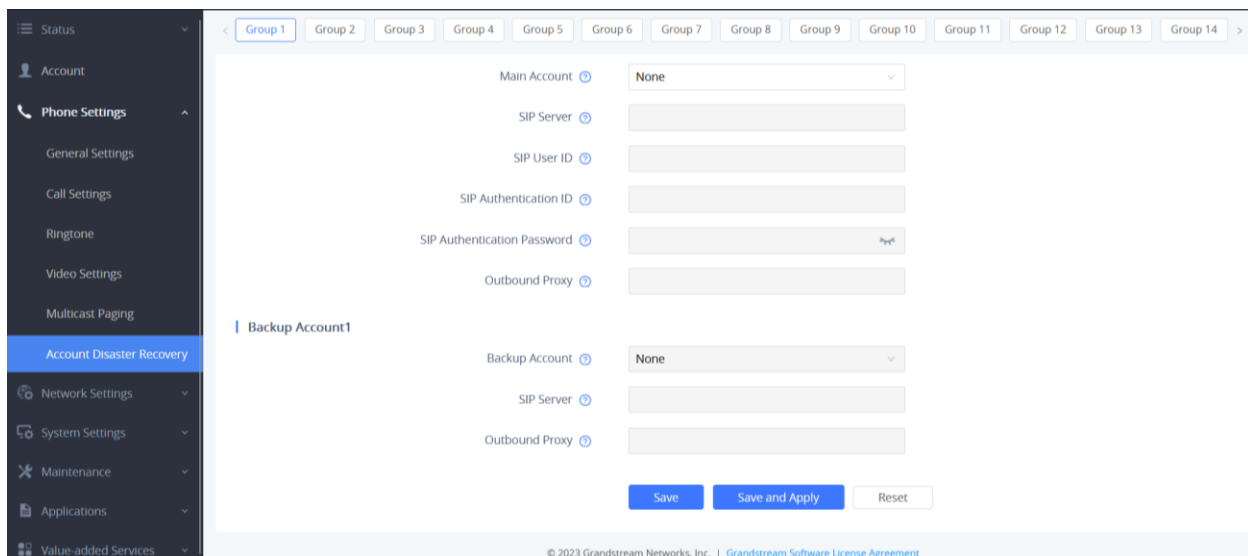 Status
Account
Phone Settings
General Settings
Call Settings
Ringtone
Video Settings
Multicast Paging
Account Disaster Recovery
Network Settings
System Settings
Maintenance
Applications
Value-added Services
< Group 1 Group 2 Group 3 Group 4 Group 5 Group 6 Group 7 Group 8 Group 9 Group 10 Group 11 Group 12 Group 13 Group 14 >
Main Account ? None
SIP Server ?
SIP User ID ?
SIP Authentication ID ?
SIP Authentication Password ?
Outbound Proxy ?
Backup Account1
Backup Account ? None
SIP Server ?
Outbound Proxy ?
Save Save and Apply Reset
© 2023 Grandstream Networks, Inc. | Grandstream Software License Agreement